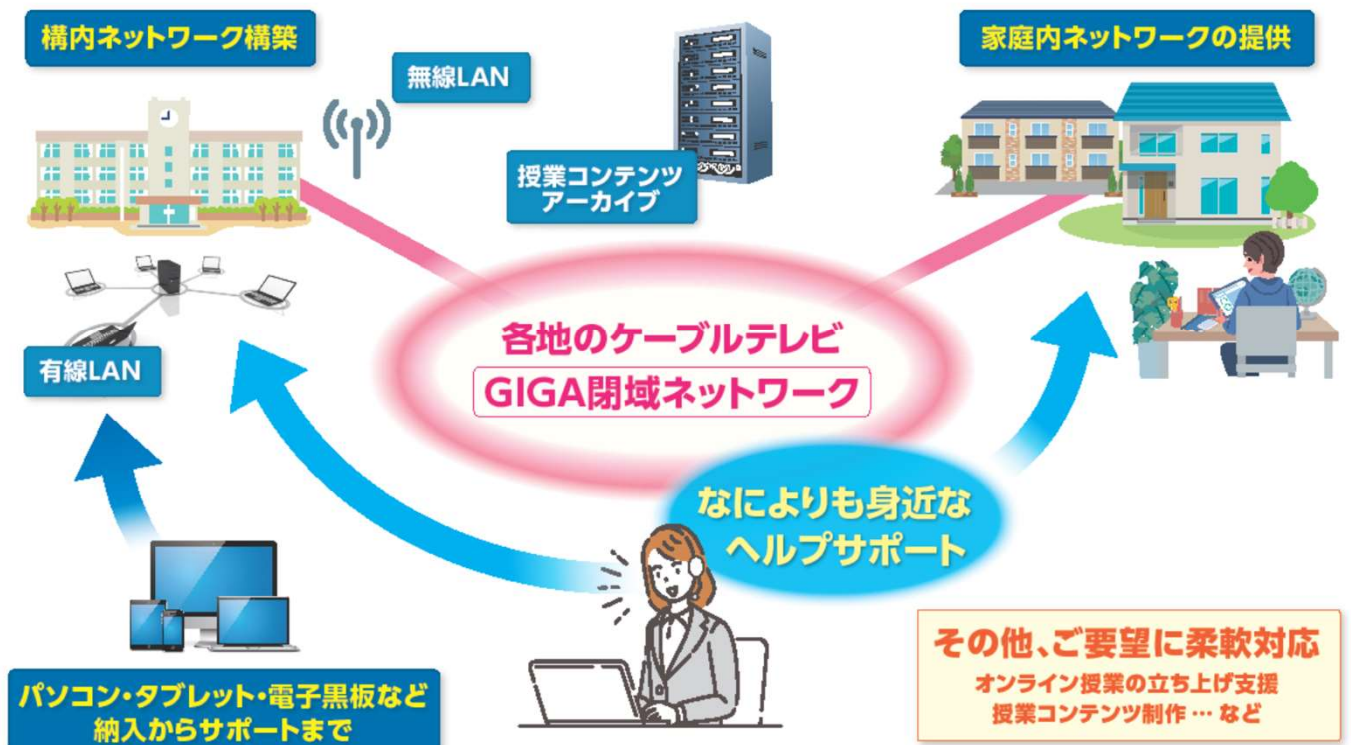 構内ネットワーク構築
無線LAN
授業コンテンツ
アーカイブ
家庭内ネットワークの提供
有線LAN
各地のケーブルテレビ
GIGA閉域ネットワーク
なによりも身近な
ヘルプサポート
パソコン・タブレット・電子黒板など
納入からサポートまで
その他、ご要望に柔軟対応
オンライン授業の立ち上げ支援
授業コンテンツ制作 … など